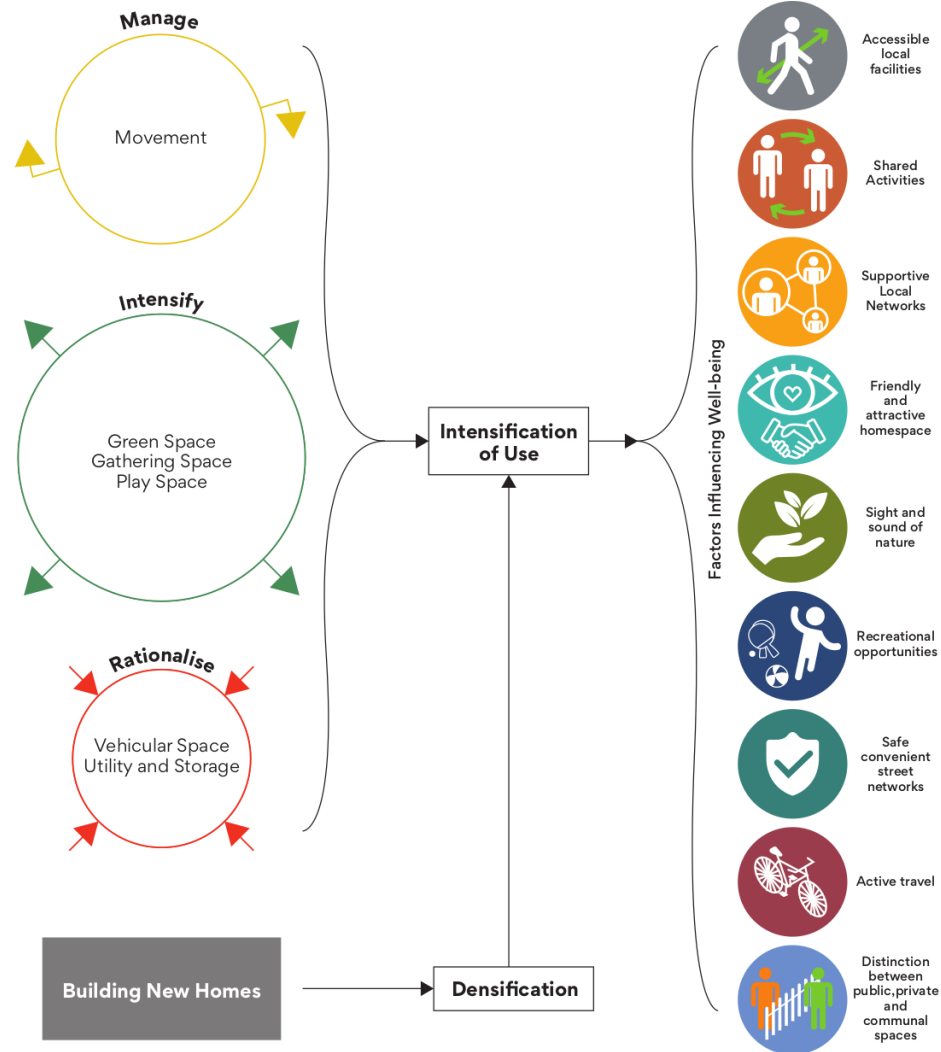 Manage
Movement
Intensify
Green Space
Gathering Space
Play Space
Rationalise
Vehicular Space
Utility and Storage
Building New Homes
Densification
Intensification
of Use
Factors Influencing Well-being
Accessible
local
facilities
Shared
Activities
Supportive
Local
Networks
Friendly
and
attractive
homespace
Sight and
sound of
nature
Recreational
opportunities
Safe
convenient
street
networks
Active travel
Distinction
between
public,private
and
communal
spaces